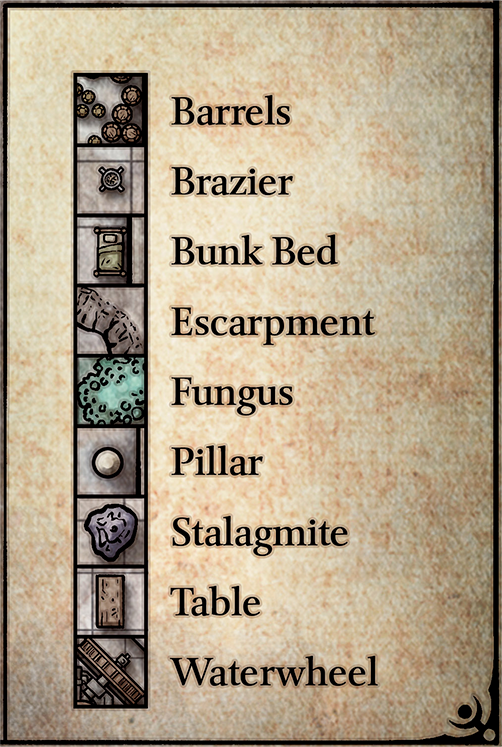 Barrels
Brazier
Bunk Bed
Escarpment
Fungus
Pillar
Stalagmite
Table
Waterwheel